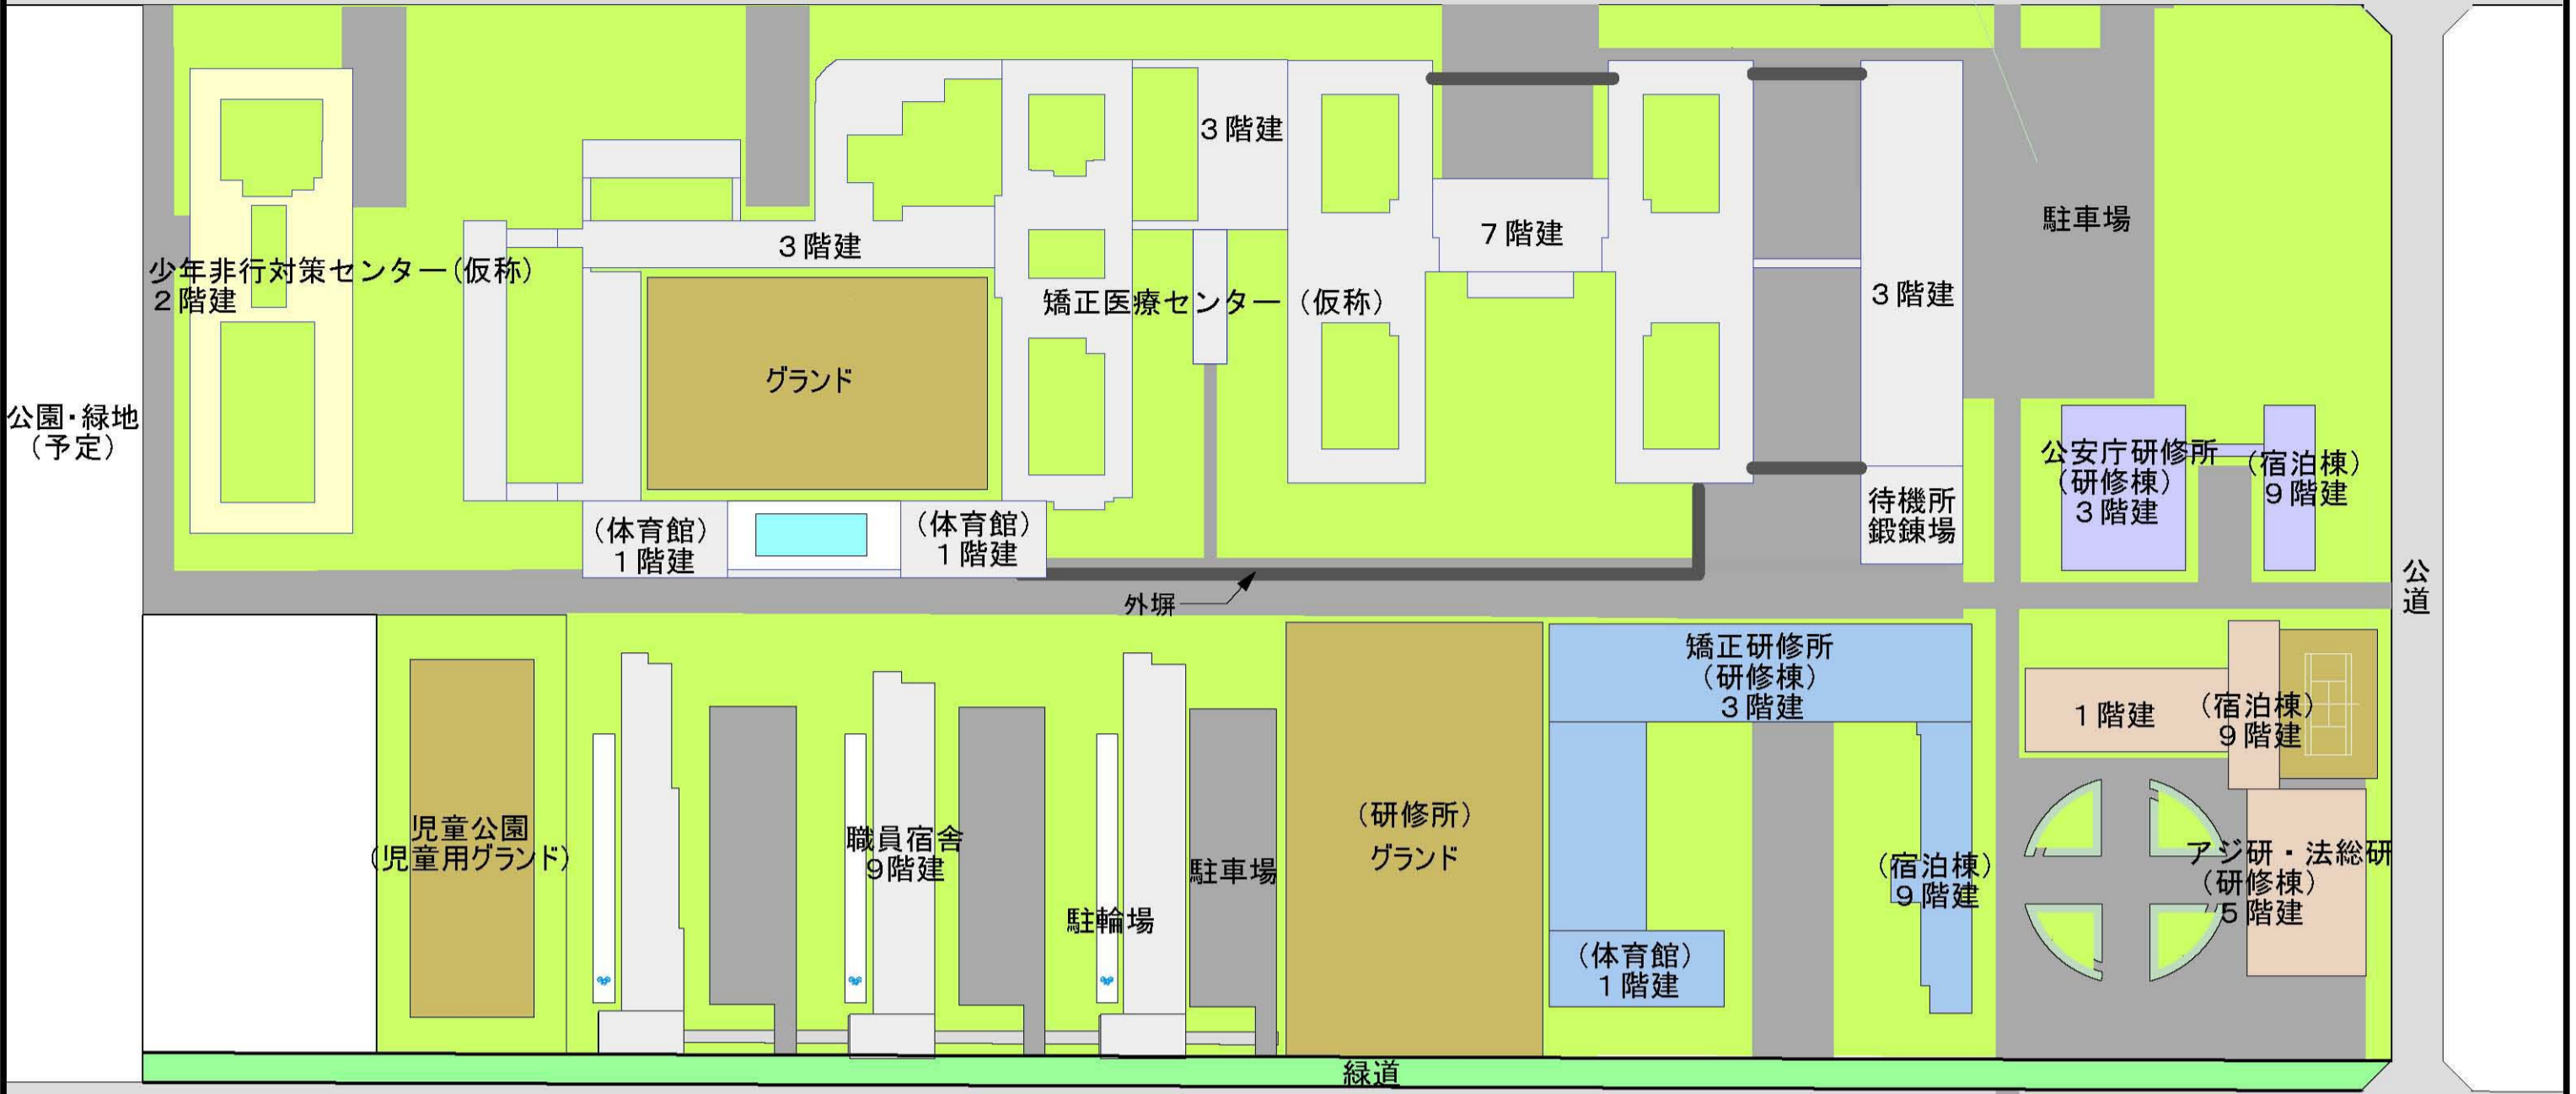 3階建
7階建
駐車場
3階建
少年非行対策センター(仮称)
2階建
矯正医療センター(仮称)
3階建
グランド
公園・緑地
(予定)
公安庁研修所
(研修棟)
3階建
(宿泊棟)
9階建
待機所
鍛錬場
(体育館)
1階建
(体育館)
1階建
外塀
公道
矯正研修所
(研修棟)
3階建
1階建
(宿泊棟)
9階建
児童公園
(児童用グランド)
職員宿舎
9階建
駐車場
駐輪場
(研修所)
グランド
(宿泊棟)
9階建
アジ研・法総研
(研修棟)
5階建
(体育館)
1階建
緑道